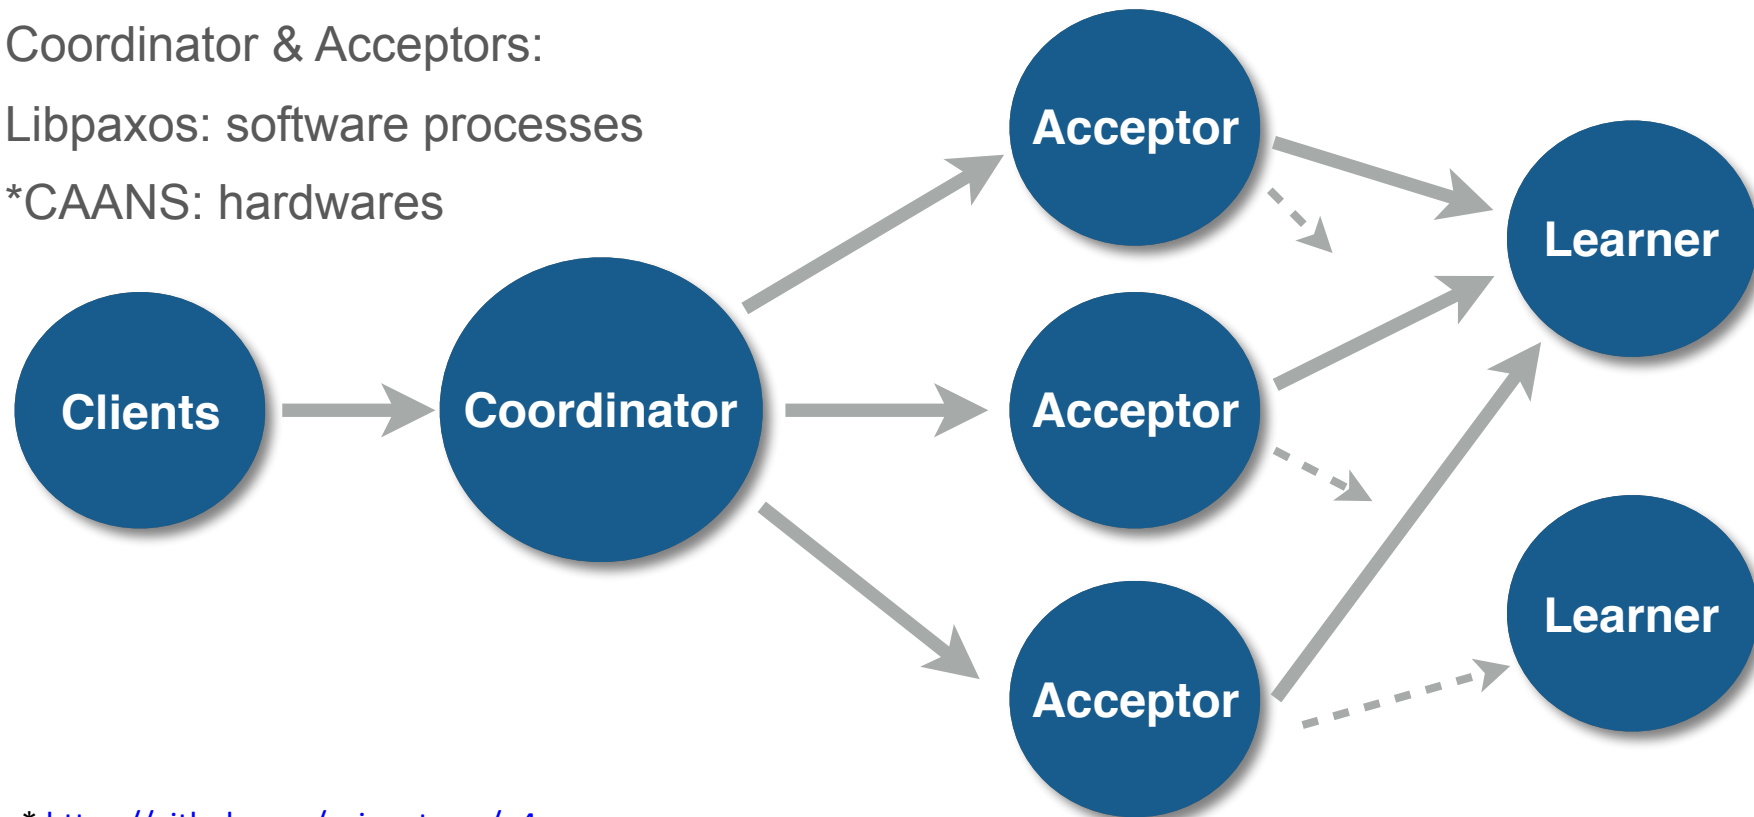 Coordinator & Acceptors:
Libpaxos: software processes
*CAANS: hardwares
Acceptor
Learner
Clients
Coordinator
Acceptor
Learner
Acceptor
*